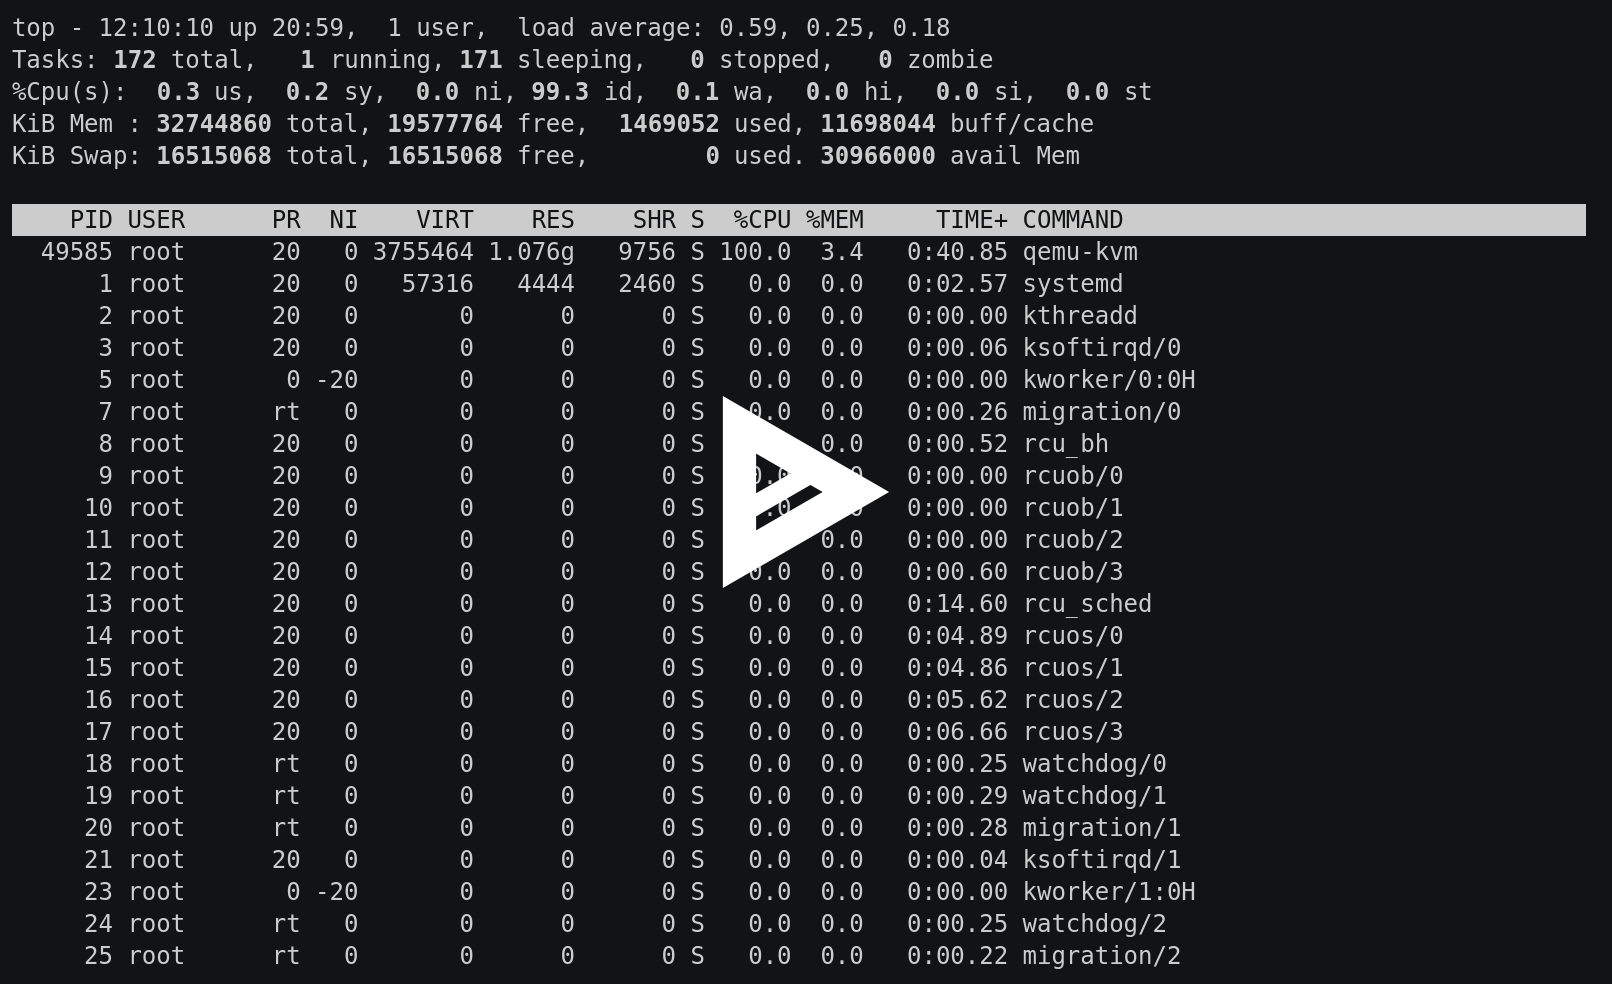 top - 12:10:10 up 20:59,  1 user,  load average: 0.59, 0.25, 0.18
Tasks: 172 total,   1 running, 171 sleeping,   0 stopped,   0 zombie
%Cpu(s):  0.3 us,  0.2 sy,  0.0 ni, 99.3 id,  0.1 wa,  0.0 hi,  0.0 si,  0.0 st
KiB Mem : 32744860 total, 19577764 free,  1469052 used, 11698044 buff/cache
KiB Swap: 16515068 total, 16515068 free,        0 used. 30966000 avail Mem
PID USER      PR  NI    VIRT    RES    SHR S  %CPU %MEM     TIME+ COMMAND
49585 root      20   0 3755464 1.076g   9756 S 100.0  3.4   0:40.85 qemu-kvm
1 root      20   0   57316   4444   2460 S   0.0  0.0   0:02.57 systemd
2 root      20   0       0      0      0 S   0.0  0.0   0:00.00 kthreadd
3 root      20   0       0      0      0 S   0.0  0.0   0:00.06 ksoftirqd/0
5 root       0 -20       0      0      0 S   0.0  0.0   0:00.00 kworker/0:0H
7 root      rt   0       0      0      0 S   0.0  0.0   0:00.26 migration/0
8 root      20   0       0      0      0 S   0.0   0:00.52 rcu_bh
9 root      20   0       0      0      0 S   0:00.00 rcuob/0
10 root      20   0       0      0      0 S   0:00.00 rcuob/1
11 root      20   0       0      0      0 S   0.0   0:00.00 rcuob/2
12 root      20   0       0      0      0 S   0.0  0.0   0:00.60 rcuob/3
13 root      20   0       0      0      0 S   0.0  0.0   0:14.60 rcu_sched
14 root      20   0       0      0      0 S   0.0  0.0   0:04.89 rcuos/0
15 root      20   0       0      0      0 S   0.0  0.0   0:04.86 rcuos/1
16 root      20   0       0      0      0 S   0.0  0.0   0:05.62 rcuos/2
17 root      20   0       0      0      0 S   0.0  0.0   0:06.66 rcuos/3
18 root      rt   0       0      0      0 S   0.0  0.0   0:00.25 watchdog/0
19 root      rt   0       0      0      0 S   0.0  0.0   0:00.29 watchdog/1
20 root      rt   0       0      0      0 S   0.0  0.0   0:00.28 migration/1
21 root      20   0       0      0      0 S   0.0  0.0   0:00.04 ksoftirqd/1
23 root       0 -20       0      0      0 S   0.0  0.0   0:00.00 kworker/1:0H
24 root      rt   0       0      0      0 S   0.0  0.0   0:00.25 watchdog/2
25 root      rt   0       0      0      0 S   0.0  0.0   0:00.22 migration/2